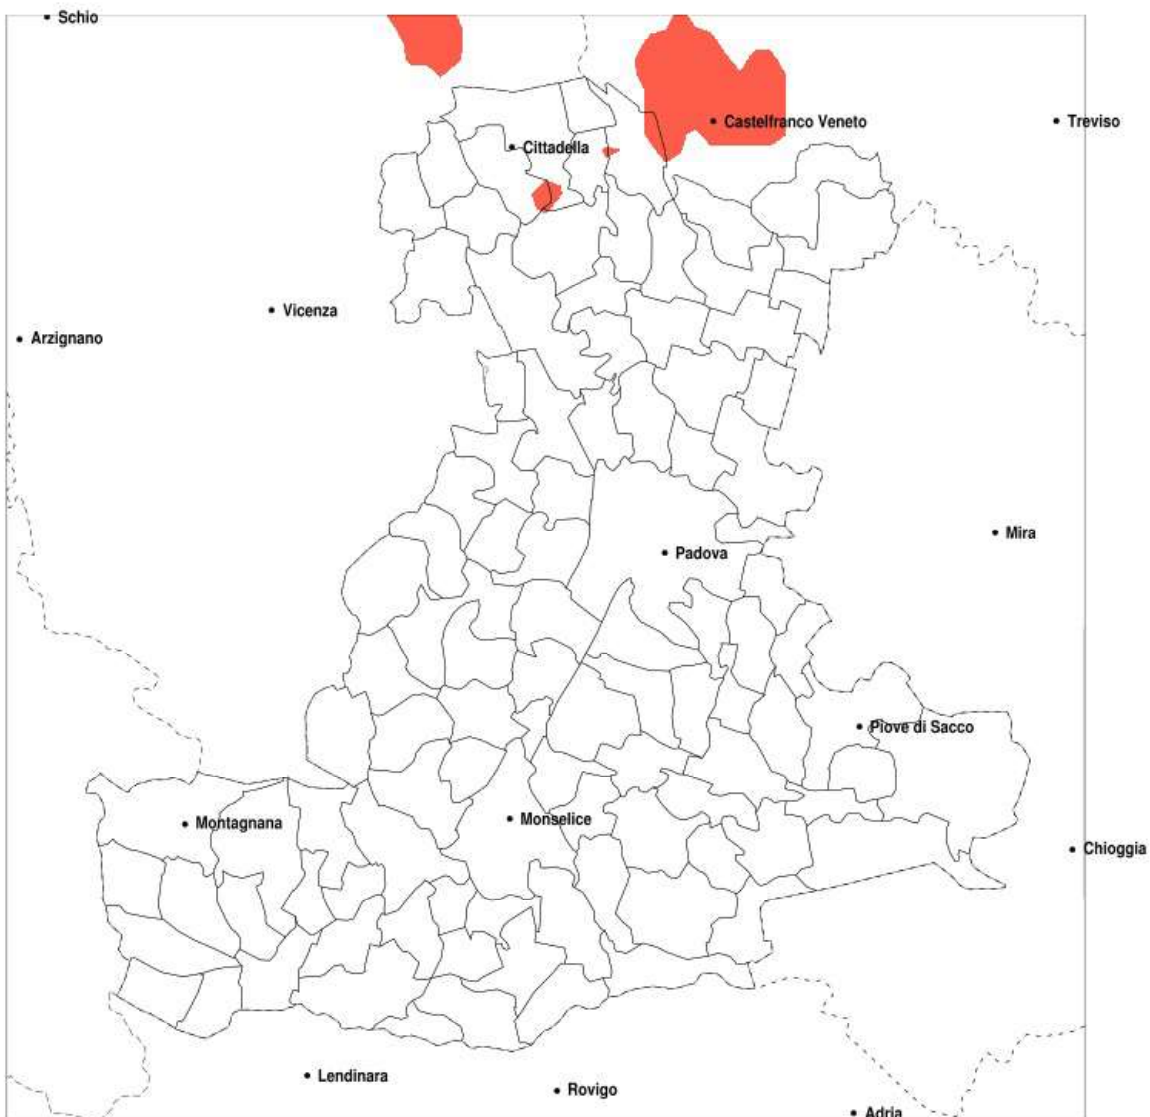 Schio
Castelfranco Veneto
Treviso
Cittadella
Vicenza
Arzignano
Mira
Padova
Piove di Sacco
Montagnana
Monselice
Chioggia
Lendinara
Rovigo
Adria